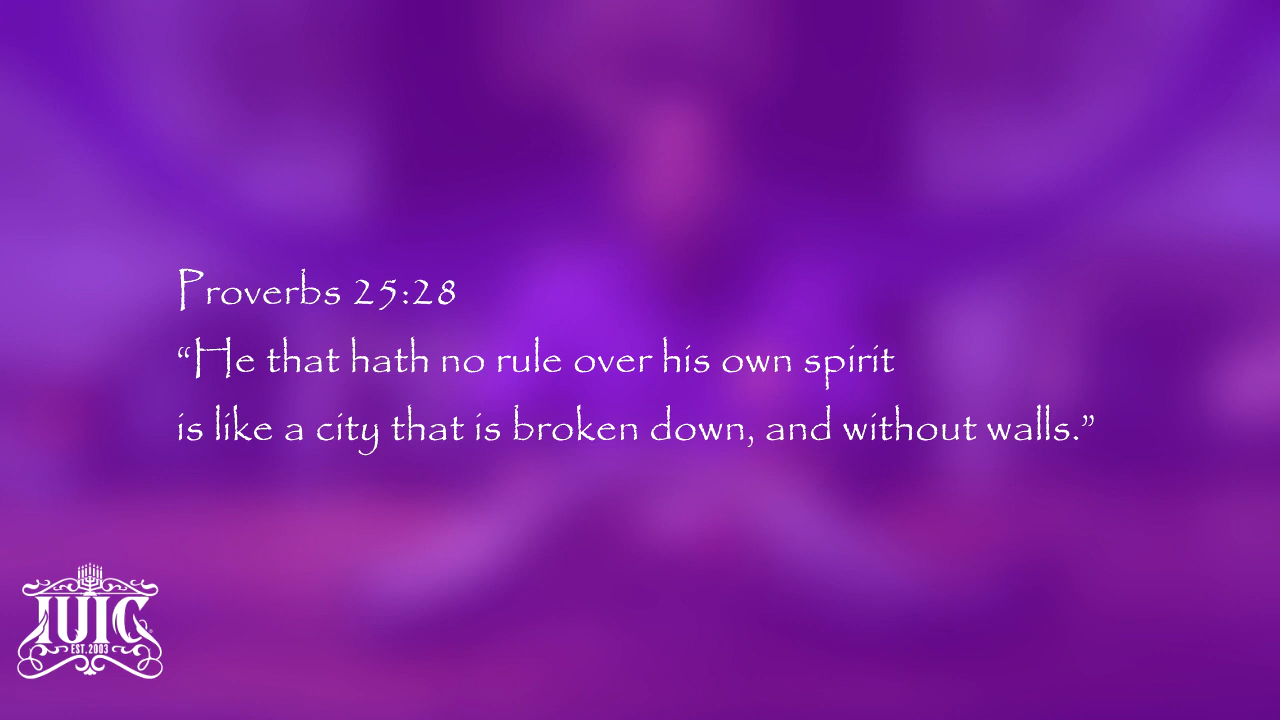 Proverbs 25:28
“He that hath no rule over his own spirit
is like a city that is broken down, and without walls.”
IUIC
EST. 2003